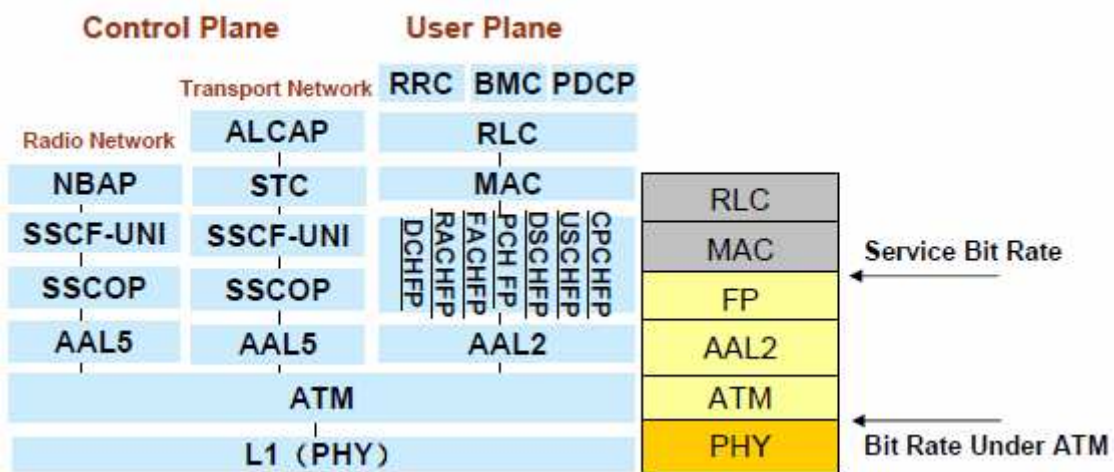 Control Plane
User Plane
Transport Network
RRC
BMC
PDCP
Radio Network
ALCAP
RLC
NBAP
STC
MAC
SSCF-UNI
SSCF-UNI
DCHFP
RACHFP
FACHFP
PCH FP
DSCHFP
USCHFP
CPCHFP
SSCOP
SSCOP
AAL5
AAL5
AAL2
ATM
L1（PHY）
RLC
MAC
Service Bit Rate
FP
AAL2
ATM
Bit Rate Under ATM
PHY